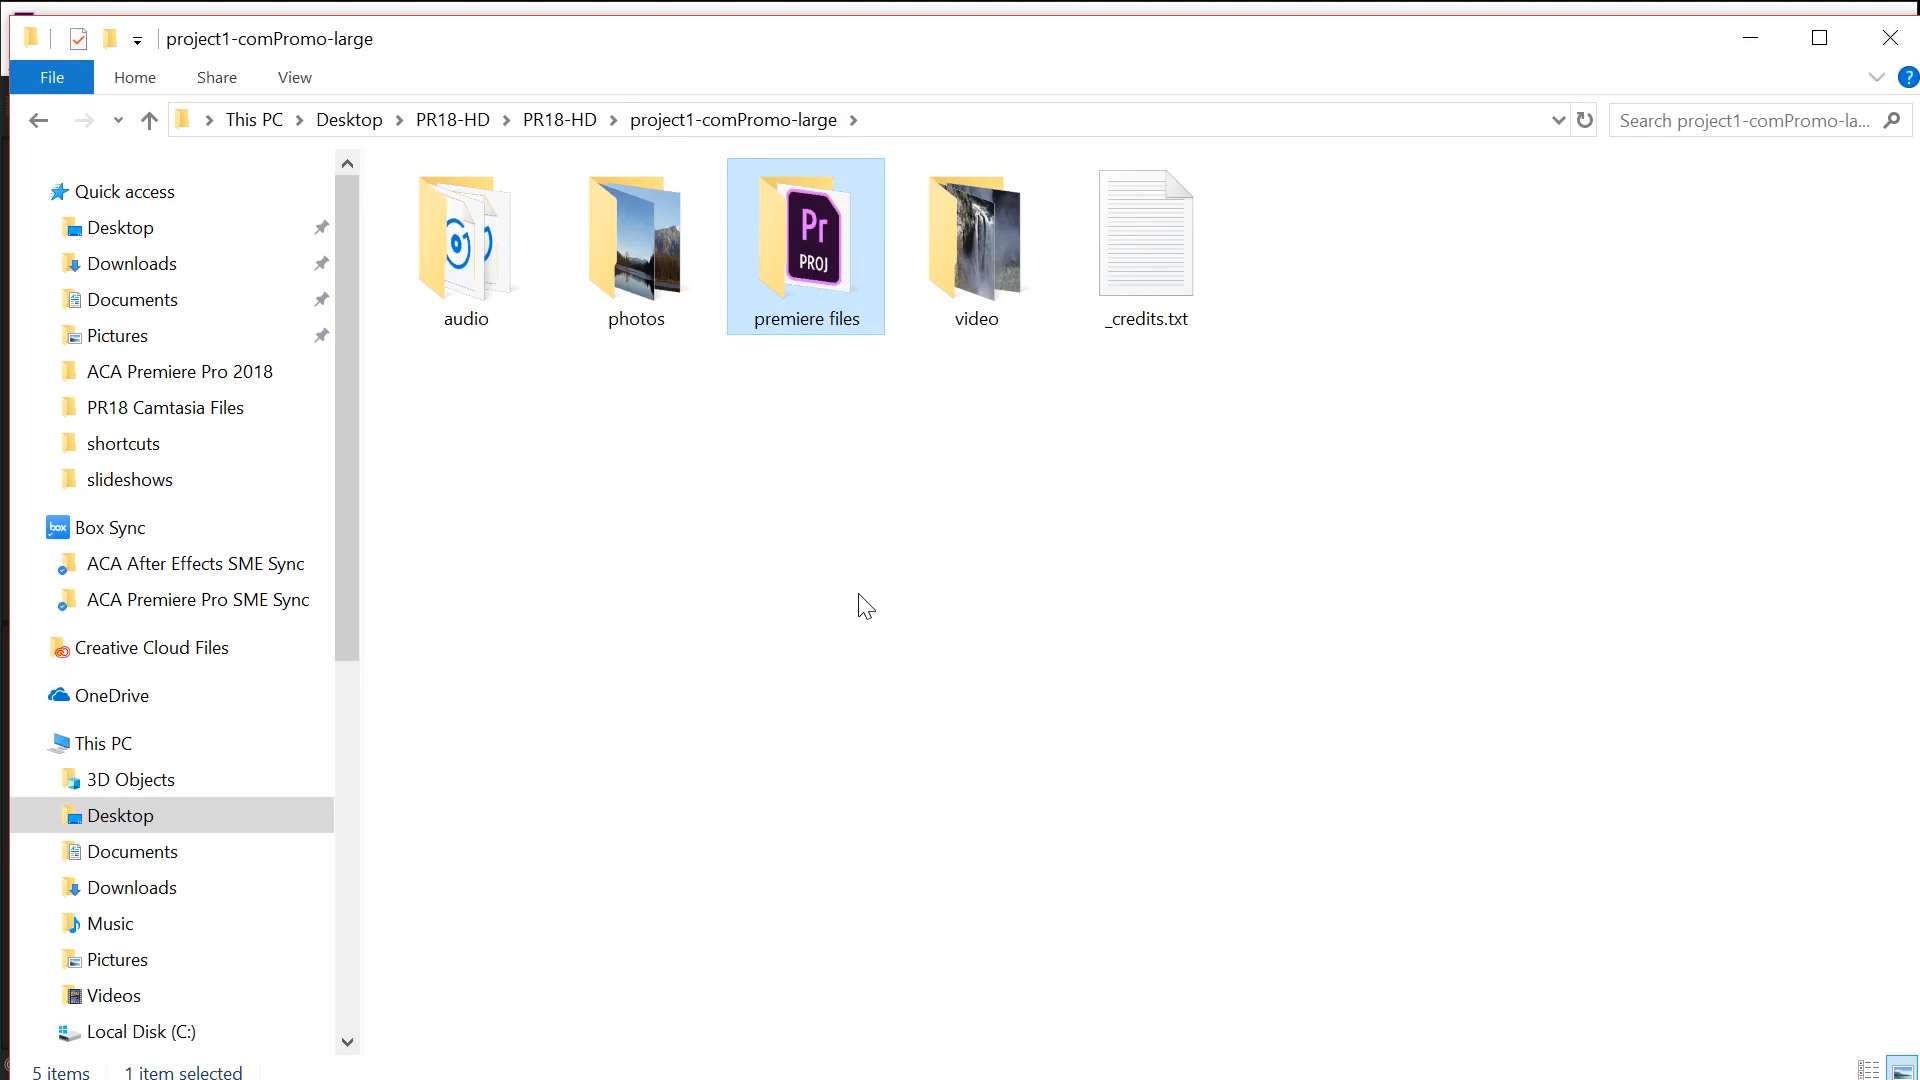 project1-comPromo-large
File Home Share View ?
This PC Desktop PR18-HD PR18-HD project1-comPromo-large
Search project1-comPromo-la...
Quick access
Desktop
Downloads
Documents
Pictures
ACA Premiere Pro 2018
PR18 Camtasia Files
shortcuts
slideshows
box Box Sync
ACA After Effects SME Sync
ACA Premiere Pro SME Sync
Creative Cloud Files
OneDrive
This PC
3D Objects
Desktop
Documents
Downloads
Music
Pictures
Videos
Local Disk (C:)
Pr
PROJ
audio photos premiere files video _credits.txt
5 items 1 item selected